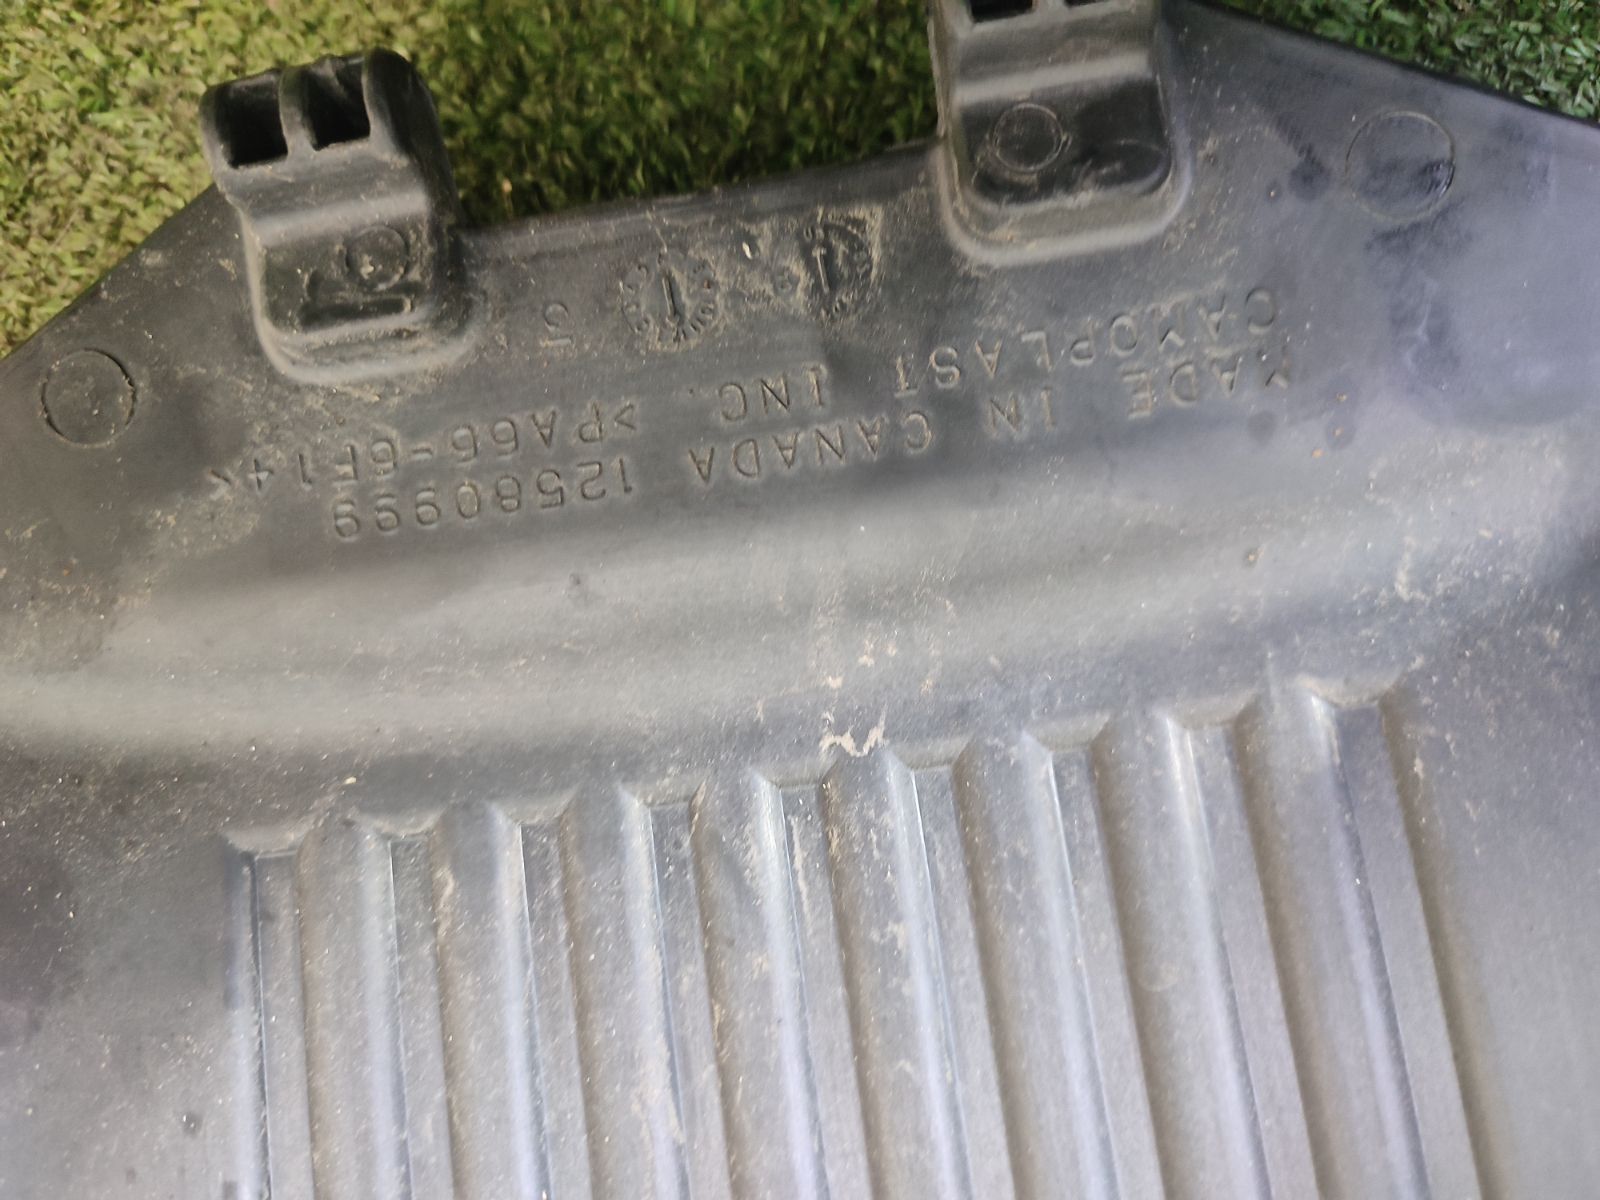 MADE IN CANADA 12580999
CAMOPLAST INC. >PA66-GF14<